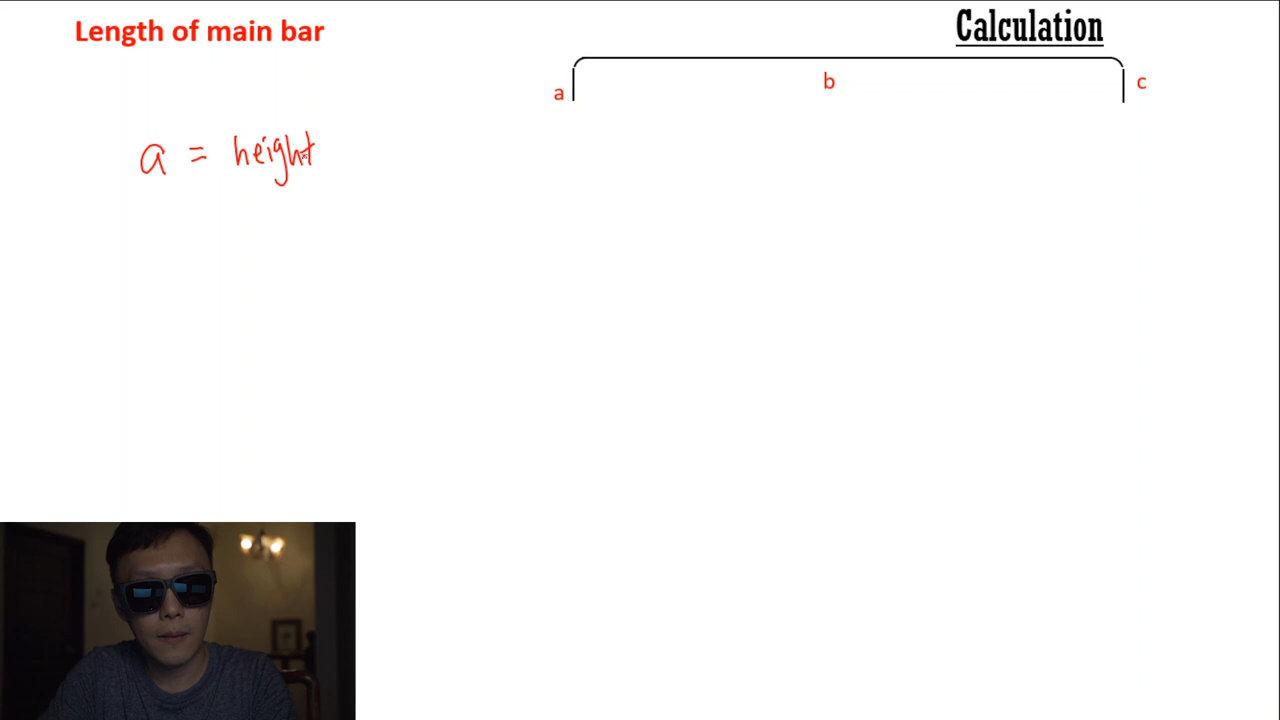 Length of main bar
Calculation
a
b
c
a = height